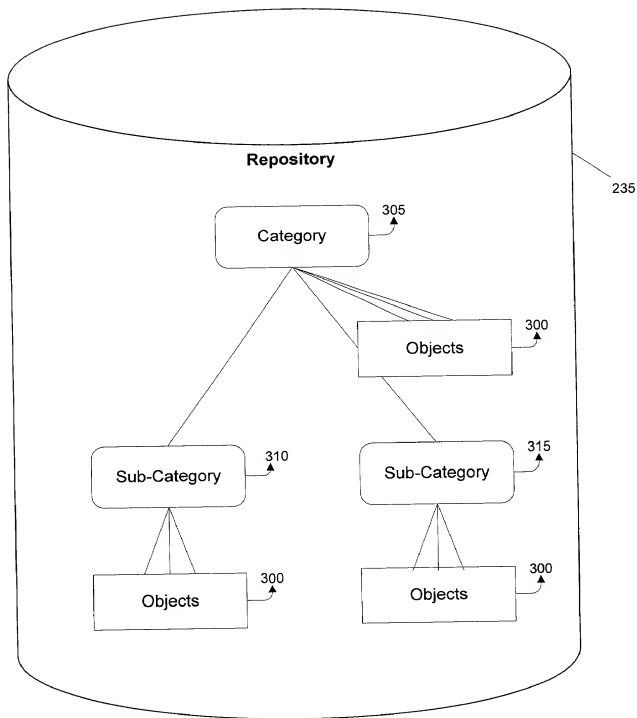 Repository
235
305
Category
300
Objects
310
Sub-Category
315
Sub-Category
300
Objects
300
Objects